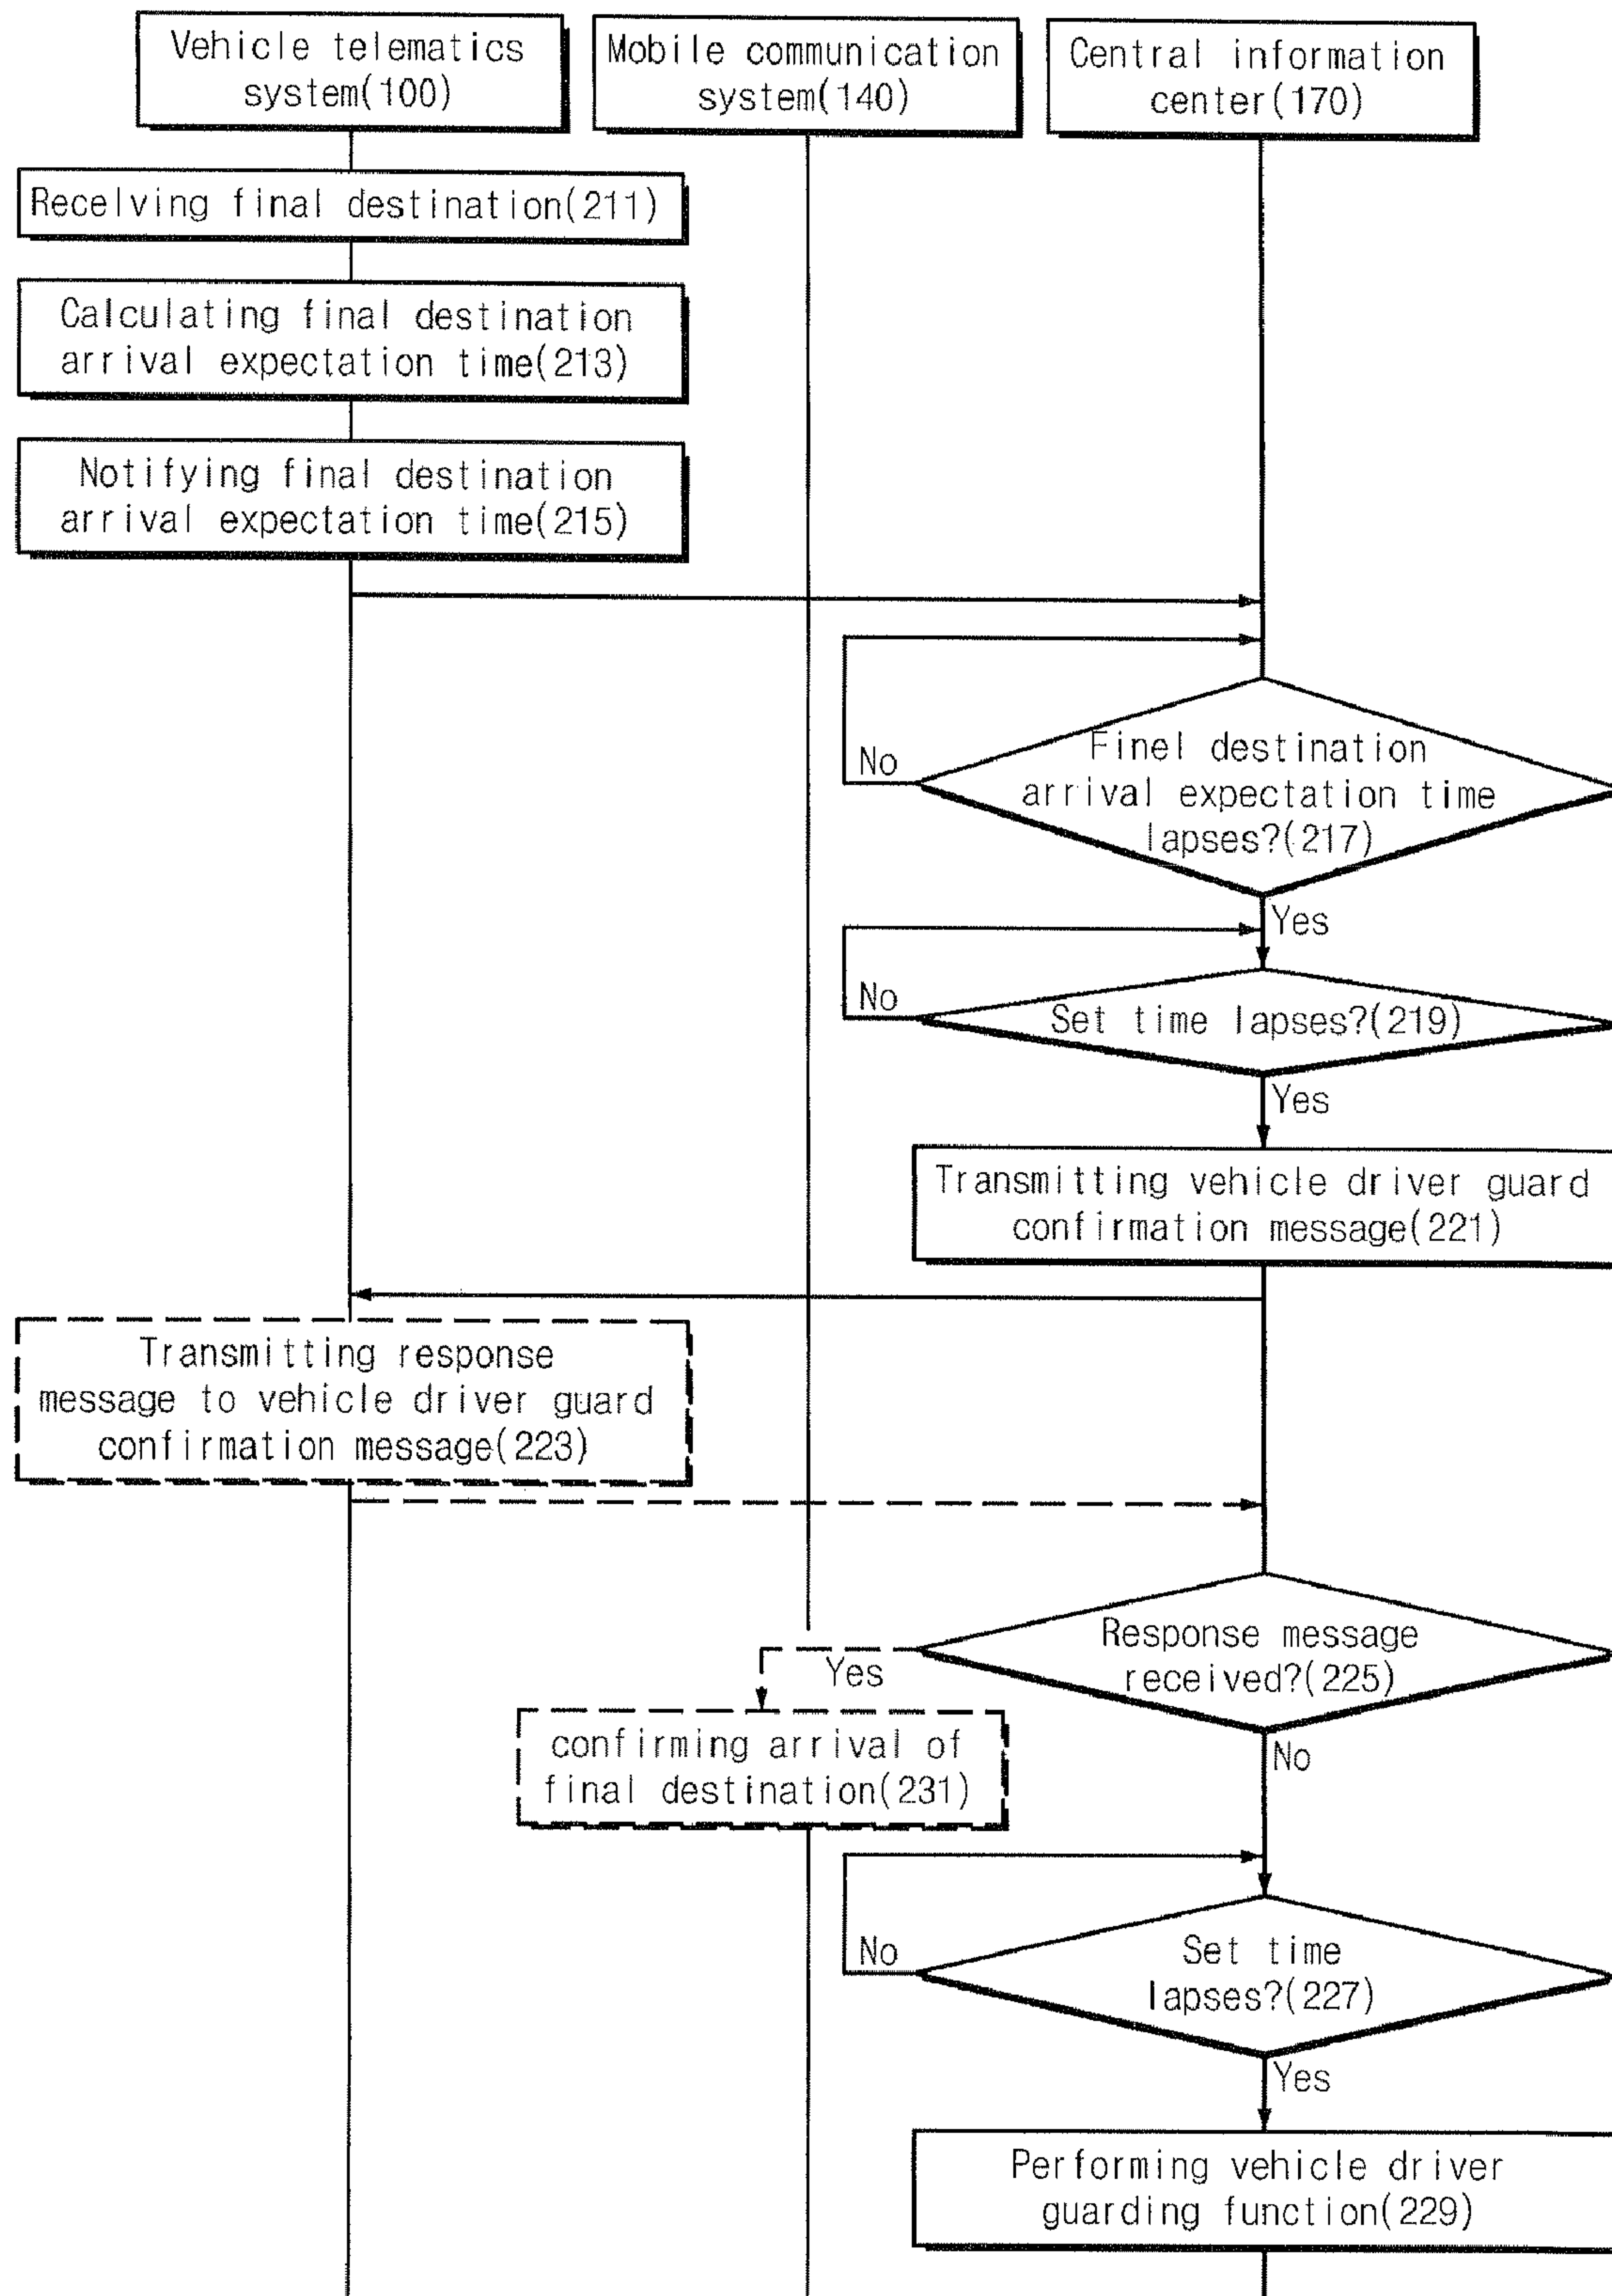 Vehicle telematics
system(100)
Mobile communication
system(140)
Central information
center(170)
Recelving final destination(211)
Calculating final destination
arrival expectation time(213)
Notifying final destination
arrival expectation time(215)
Finel destination
arrival expectation time
lapses?(217)
No
Yes
Set time lapses?(219)
No
Yes
Transmitting vehicle driver guard
confirmation message(221)
Transmitting response
message to vehicle driver guard
confirmation message(223)
Response message
received?(225)
Yes
No
confirming arrival of
final destination(231)
Set time
lapses?(227)
No
Yes
Performing vehicle driver
guarding function(229)